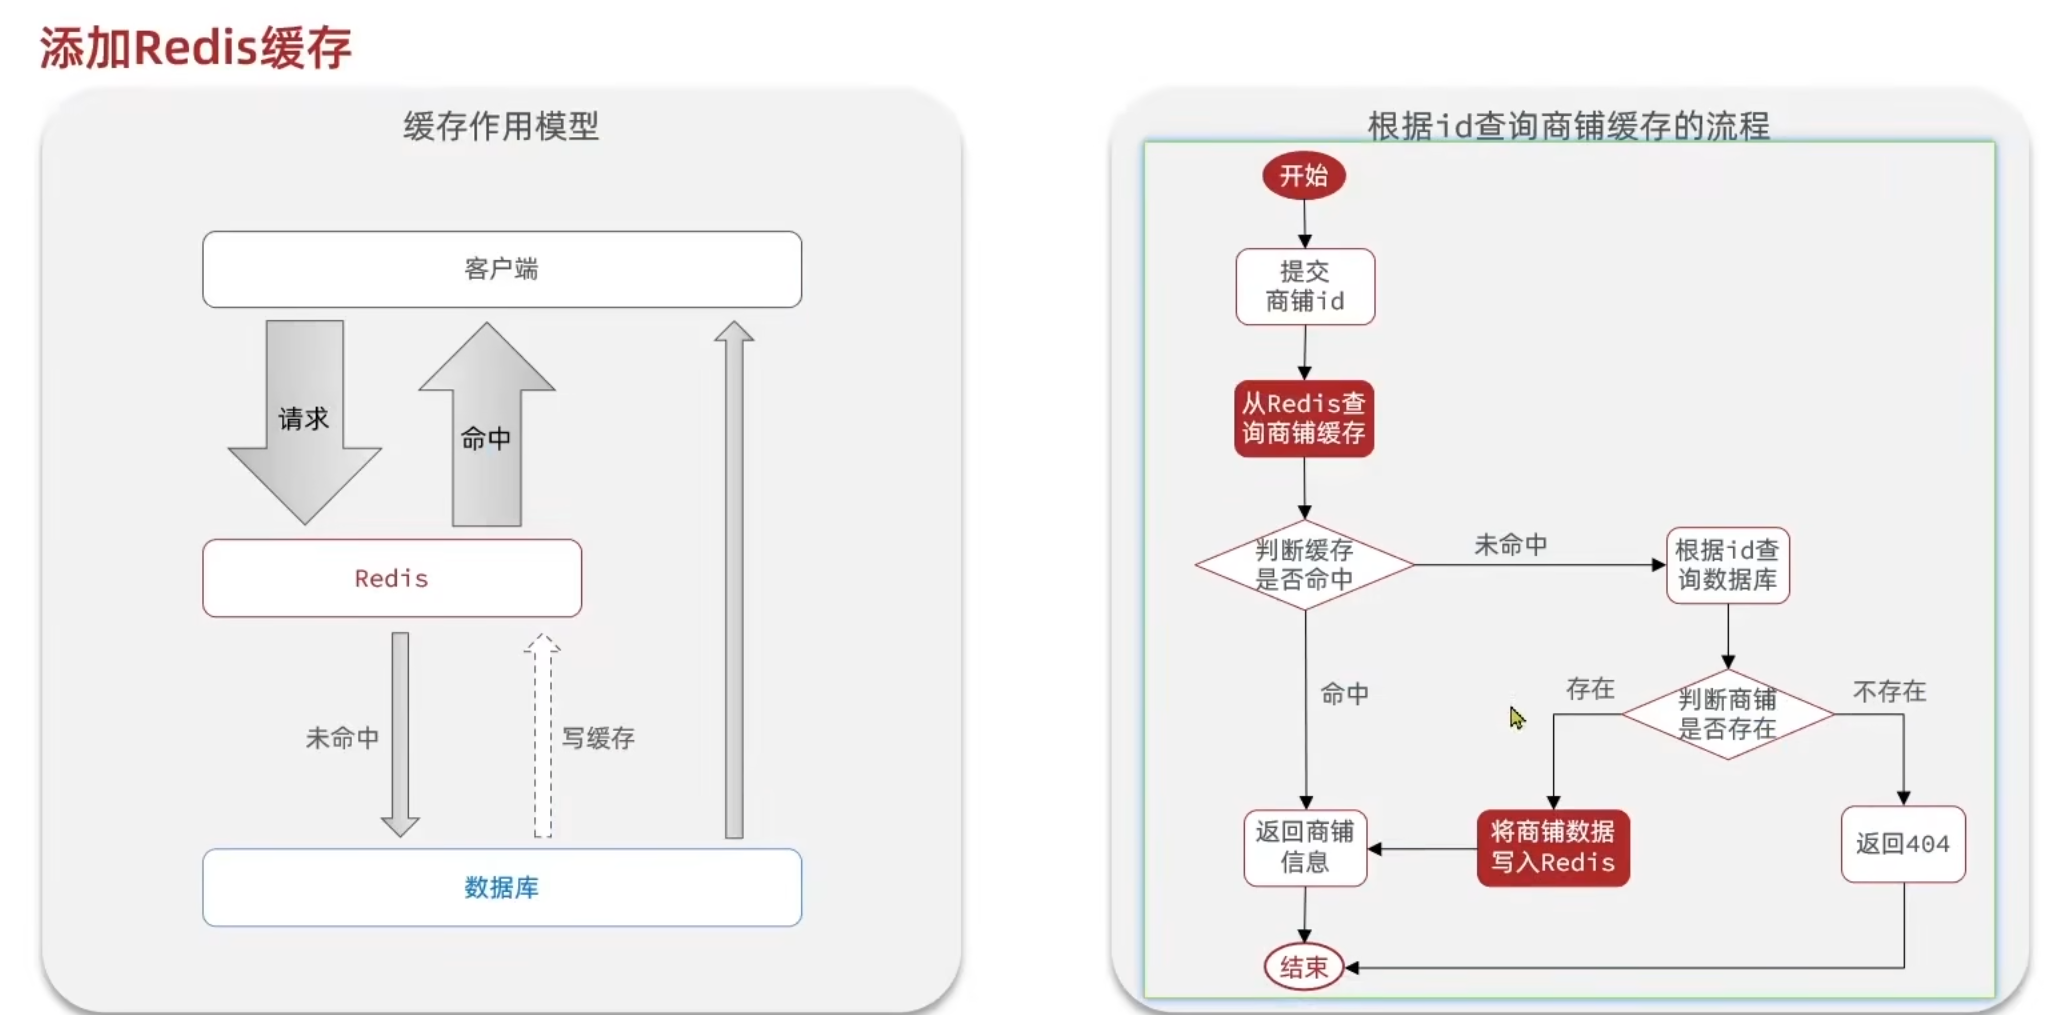 添加Redis缓存
缓存作用模型
客户端
请求
命中
Redis
未命中
写缓存
数据库
根据id查询商铺缓存的流程
开始
提交
商铺id
从Redis查
询商铺缓存
判断缓存
是否命中
未命中
根据id查
询数据库
命中
存在
判断商铺
是否存在
不存在
返回商铺
信息
将商铺数据
写入Redis
返回404
结束